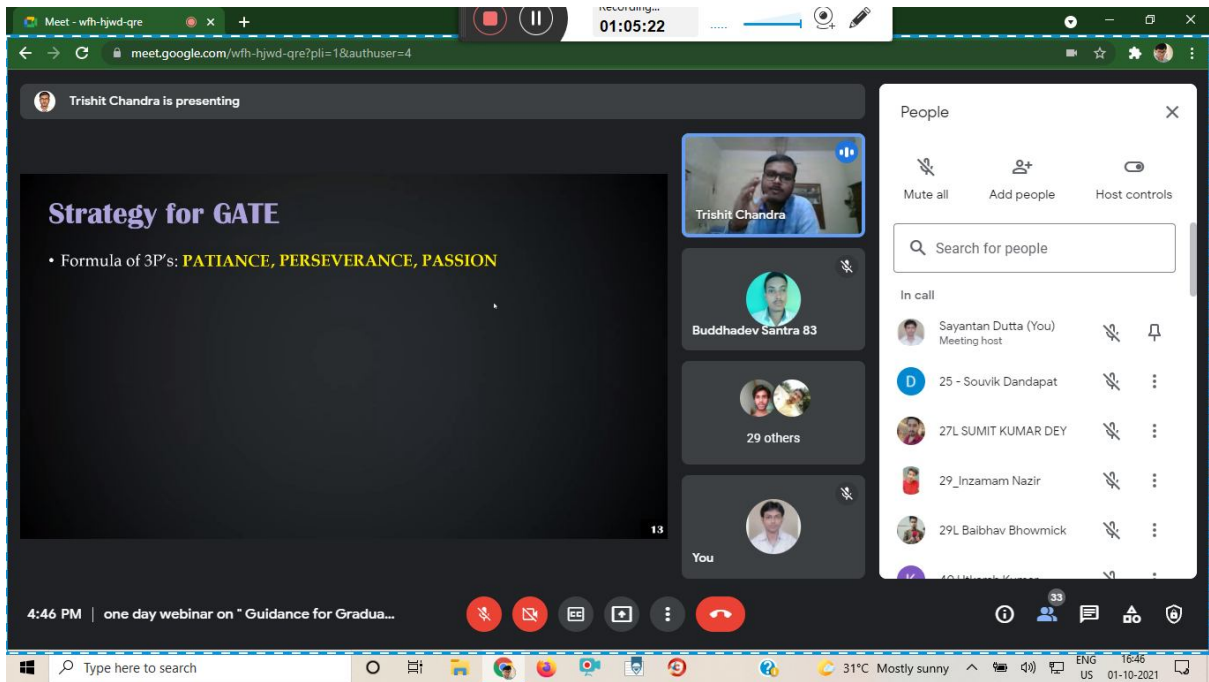 Meet - wfh-hjwd-qre
Recording...
01:05:22
meet.google.com/wfh-hjwd-qre?pli=1&authuser=4
Trishit Chandra is presenting
Strategy for GATE
• Formula of 3P's: PATIANCE, PERSEVERANCE, PASSION
13
Trishit Chandra
Buddhadev Santra 83
29 others
You
People
Mute all
Add people
Host controls
Search for people
In call
Sayantan Dutta (You)
Meeting host
D
25 - Souvik Dandapat
27L SUMIT KUMAR DEY
29_Inzamam Nazir
29L Baibhav Bhowmick
4:46 PM | one day webinar on " Guidance for Gradua...
33
Type here to search
31°C Mostly sunny
ENG
US
16:46
01-10-2021